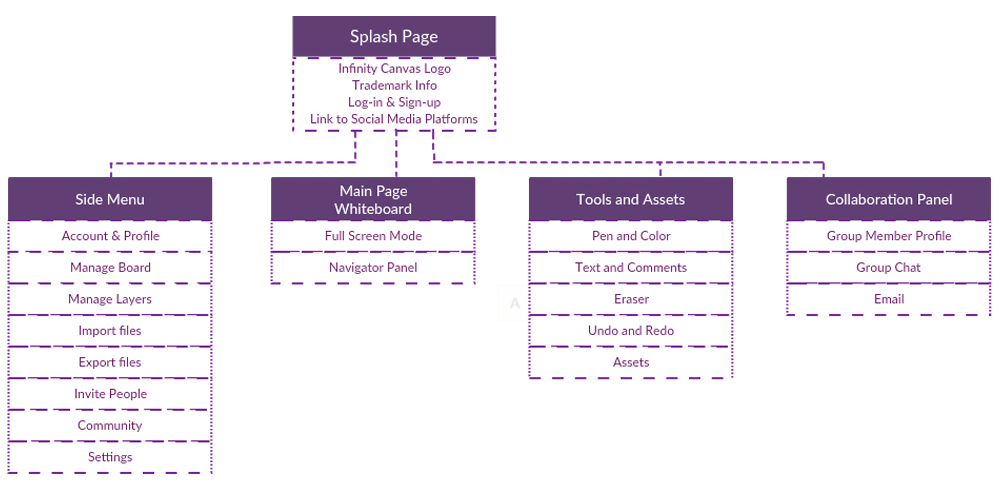 Splash Page
Infinity Canvas Logo
Trademark Info
Log-in & Sign-up
Link to Social Media Platforms
Side Menu
Account & Profile
Manage Board
Manage Layers
Import files
Export files
Invite People
Community
Settings
Main Page
Whiteboard
Full Screen Mode
Navigator Panel
Tools and Assets
Pen and Color
Text and Comments
Eraser
Undo and Redo
Assets
Collaboration Panel
Group Member Profile
Group Chat
Email
A